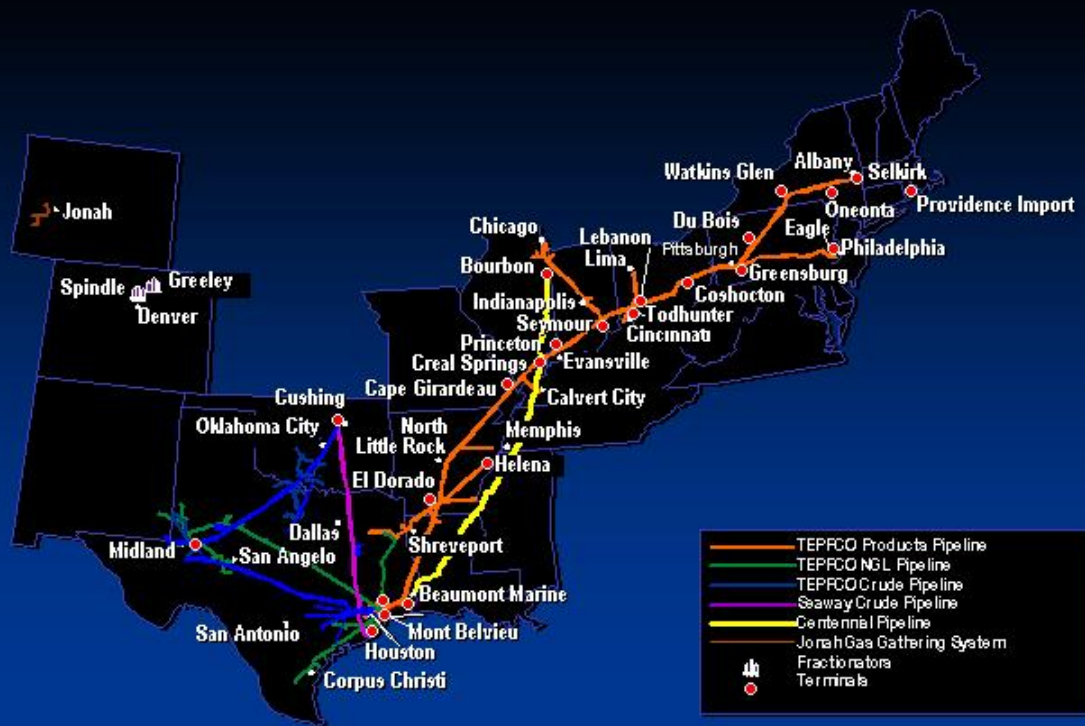 Albany
Selkirk
Watkins Glen
Oneonta
Providence Import
Jonah
Du Bois
Eagle
Chicago
Lebanon
Pittsburgh
Philadelphia
Lima
Bourbon
Greensburg
Spindle
Greeley
Coshocton
Indianapolis
Todhunter
Denver
Seymour
Cincinnati
Princeton
Evansville
Creal Springs
Cape Girardeau
Calvert City
Cushing
Oklahoma City
North
Little Rock
Memphis
Helena
El Dorado
Dallas
Shreveport
Midland
San Angelo
Beaumont Marine
San Antonio
Mont Belvieu
Houston
Corpus Christi
TEPPCO Products Pipeline
TEPPCO NGL Pipeline
TEPPCO Crude Pipeline
Seaway Crude Pipeline
Centennial Pipeline
Jonah Gas Gathering System
Fractionators
Terminals